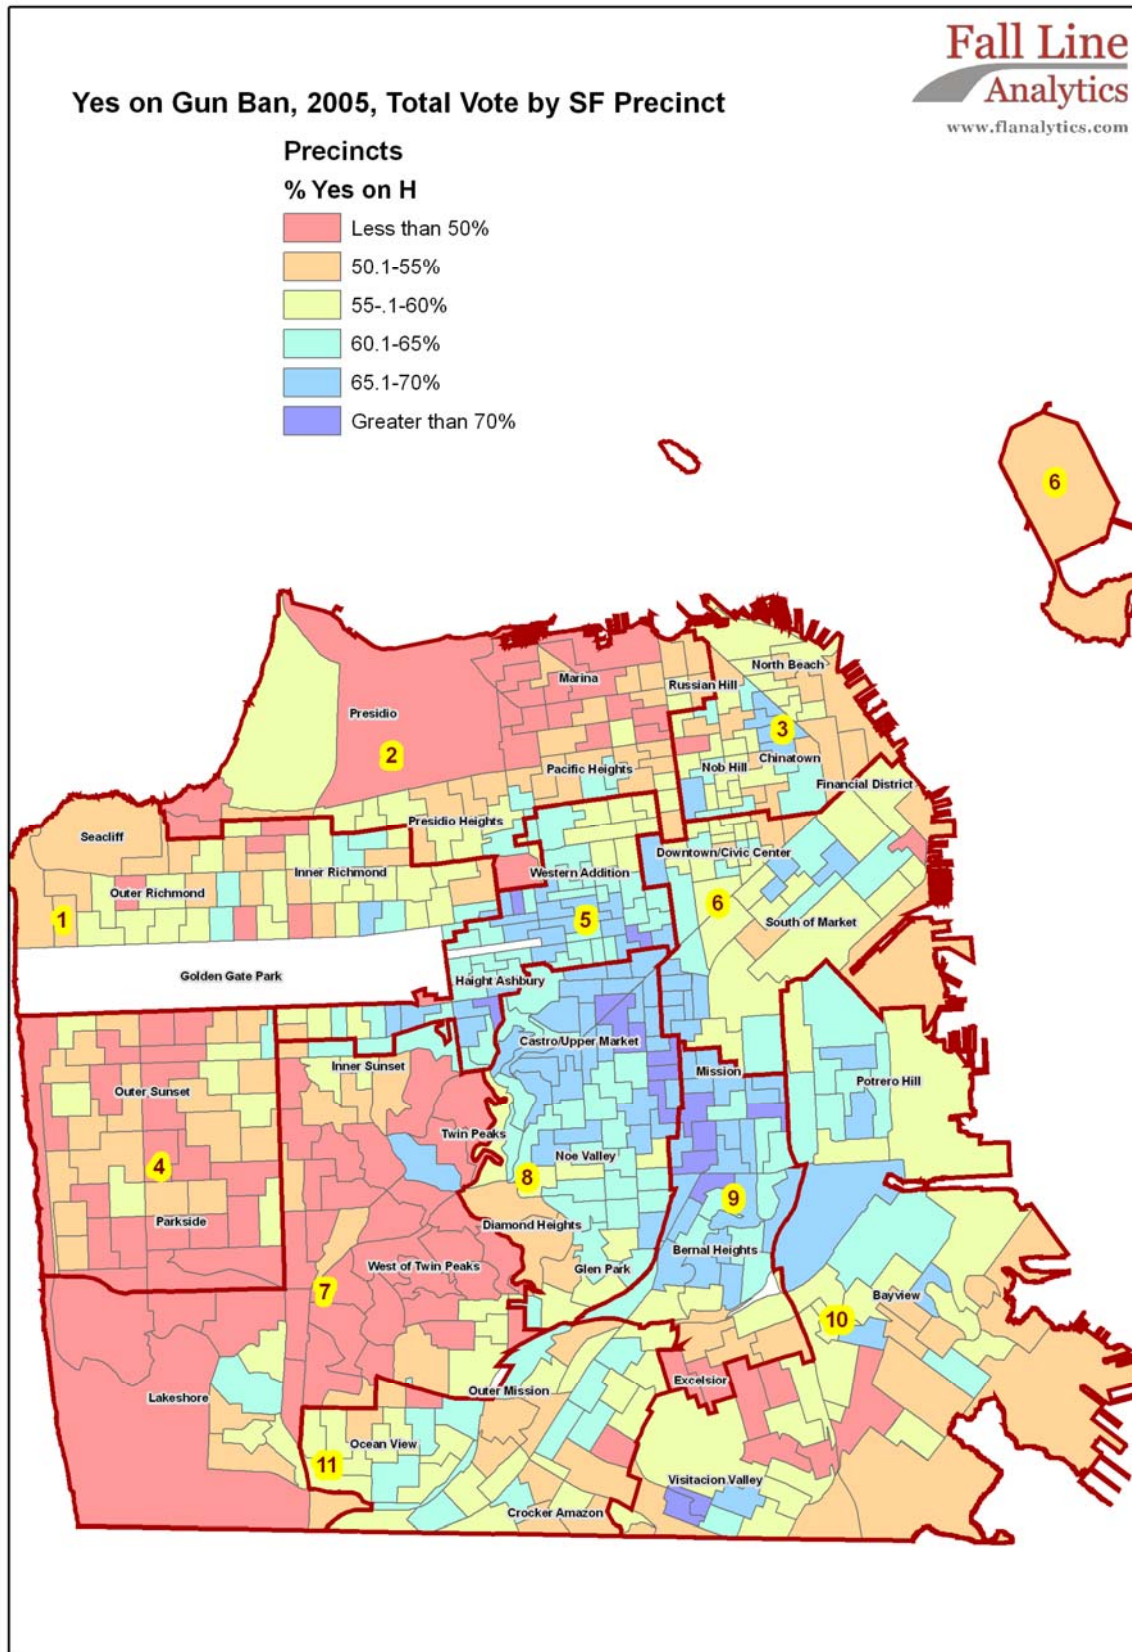 Fall Line
Analytics
www.flanalytics.com
Yes on Gun Ban, 2005, Total Vote by SF Precinct
Precincts
% Yes on H
Less than 50%
50.1-55%
55-.1-60%
60.1-65%
65.1-70%
Greater than 70%
6
North Beach
Marina
Russian Hill
Presidio
3
2
Chinatown
Nob Hill
Pacific Heights
Financial District
Presidio Heights
Seacliff
Downtown/Civic Center
Inner Richmond
Western Addition
Outer Richmond
6
1
5
South of Market
Golden Gate Park
Haight Ashbury
Castro/Upper Market
Inner Sunset
Mission
Potrero Hill
Outer Sunset
Twin Peaks
Noe Valley
4
8
9
Parkside
Diamond Heights
Bernal Heights
West of Twin Peaks
Glen Park
7
Bayview
10
Excelsior
Outer Mission
Lakeshore
Ocean View
11
Visitacion Valley
Crocker Amazon